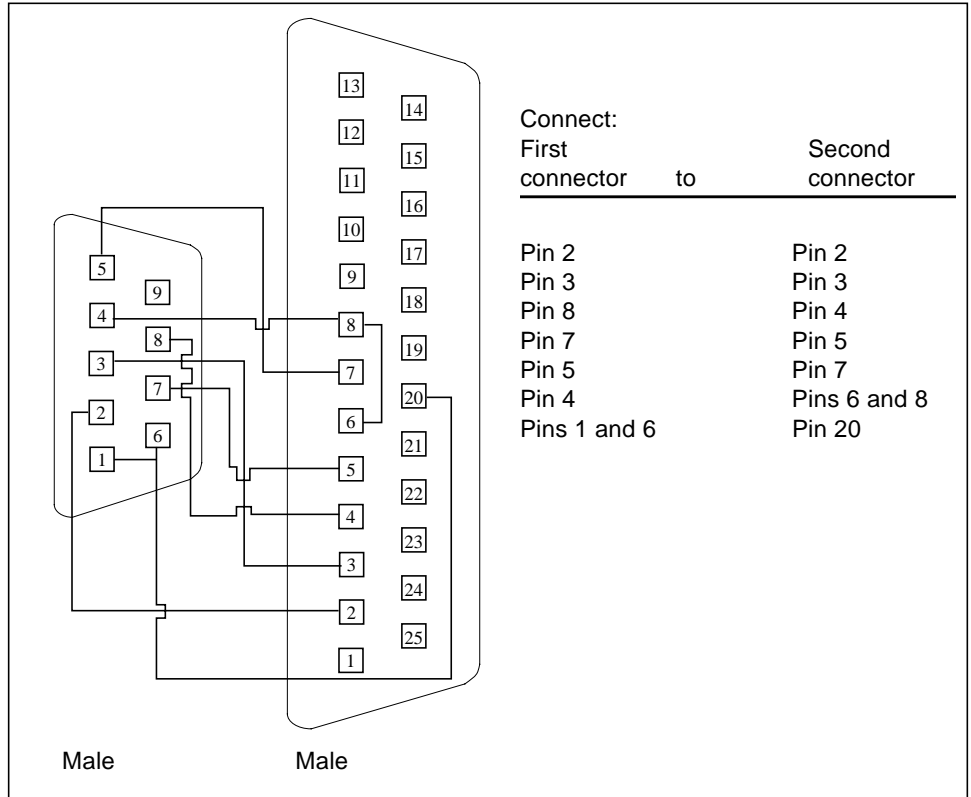 13
14
12
15
11
16
10
17
9
18
8
19
7
20
6
21
5
22
4
23
3
24
2
25
1
5
9
4
8
3
7
2
6
1
Male
Male
Connect:
First Second
connector to connector
Pin 2 Pin 2
Pin 3 Pin 3
Pin 8 Pin 4
Pin 7 Pin 5
Pin 5 Pin 7
Pin 4 Pins 6 and 8
Pins 1 and 6 Pin 20